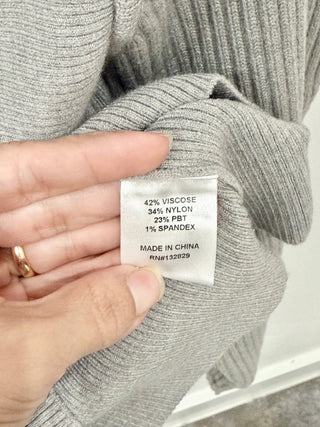 42% VISCOSE
34% NYLON
23% PBT
1% SPANDEX
MADE IN CHINA
RN#132829